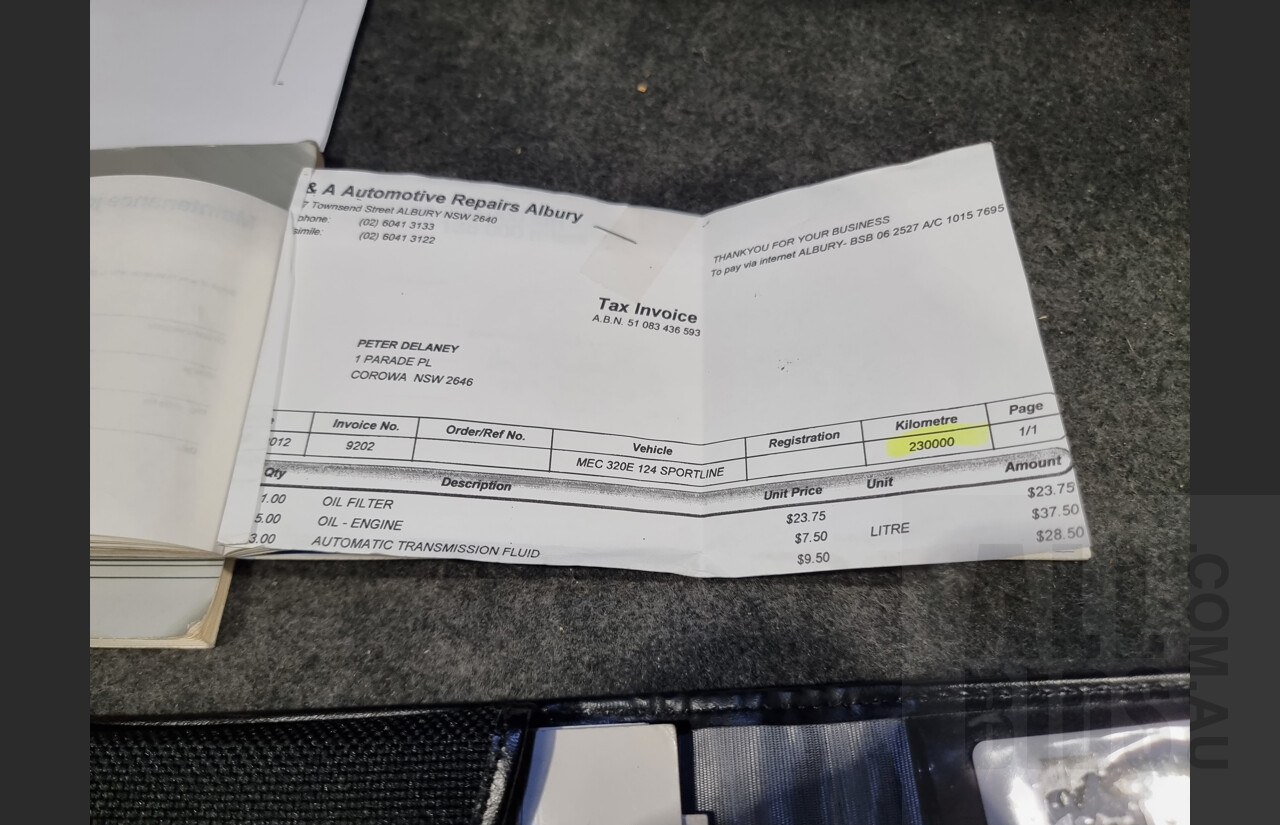 & A Automotive Repairs Albury
7 Townsend Street ALBURY NSW 2640
phone: (02) 6041 3133
simile: (02) 6041 3122
THANKYOU FOR YOUR BUSINESS
To pay via internet ALBURY- BSB 06 2527 A/C 1015 7695
Tax Invoice
A.B.N. 51 083 436 593
PETER DELANEY
1 PARADE PL
COROWA NSW 2646
Invoice No. Order/Ref No. Vehicle Registration Kilometre Page
012 9202 MEC 320E 124 SPORTLINE 230000 1/1
Qty Description Unit Price Unit Amount
1.00 OIL FILTER $23.75 $23.75
5.00 OIL - ENGINE $7.50 LITRE $37.50
3.00 AUTOMATIC TRANSMISSION FLUID $9.50 $28.50
.COM.AU